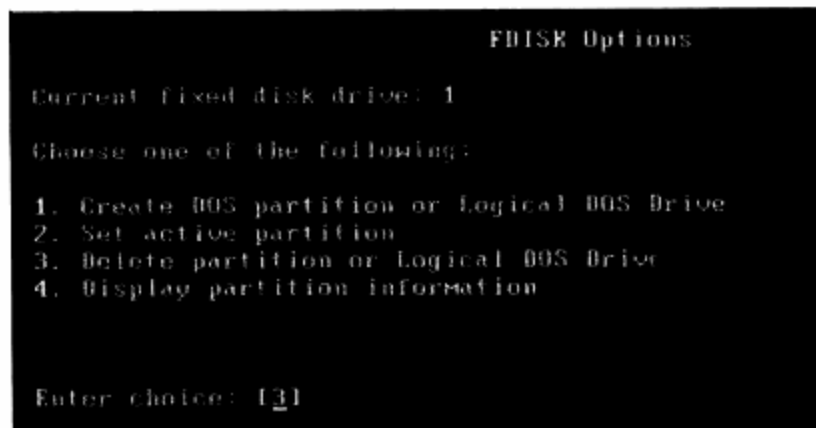 FDISK Options
Current fixed disk drive: 1
Choose one of the following:
1. Create DOS partition or Logical DOS Drive
2. Set active partition
3. Delete partition or Logical DOS Drive
4. Display partition information
Enter choice: [3]